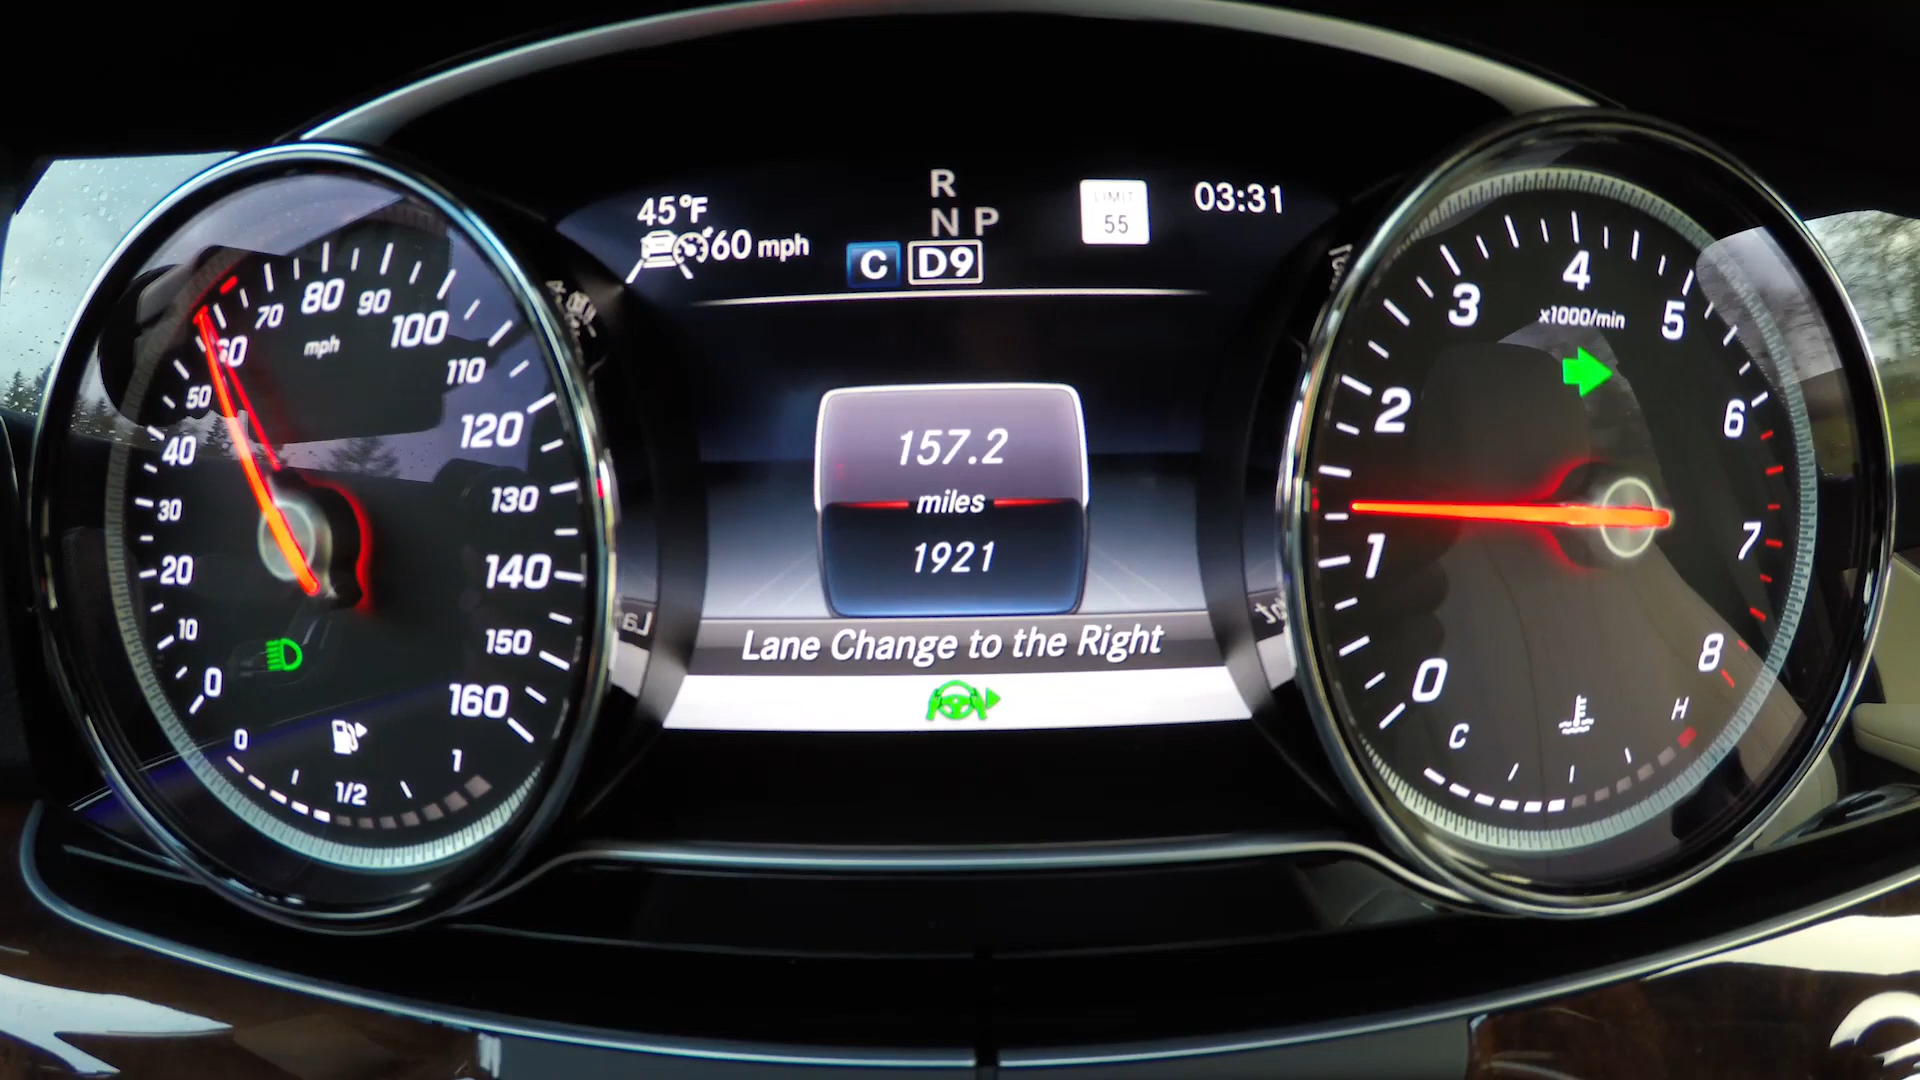 45°F
60 mph
R
N P
C D9
LIMIT
55
03:31
0
10
20
30
40
50
60
70
80
90
100
110
120
130
140
150
160
mph
0
1/2
1
157.2
miles
1921
Lane Change to the Right
0
1
2
3
4
5
6
7
8
x1000/min
C
H